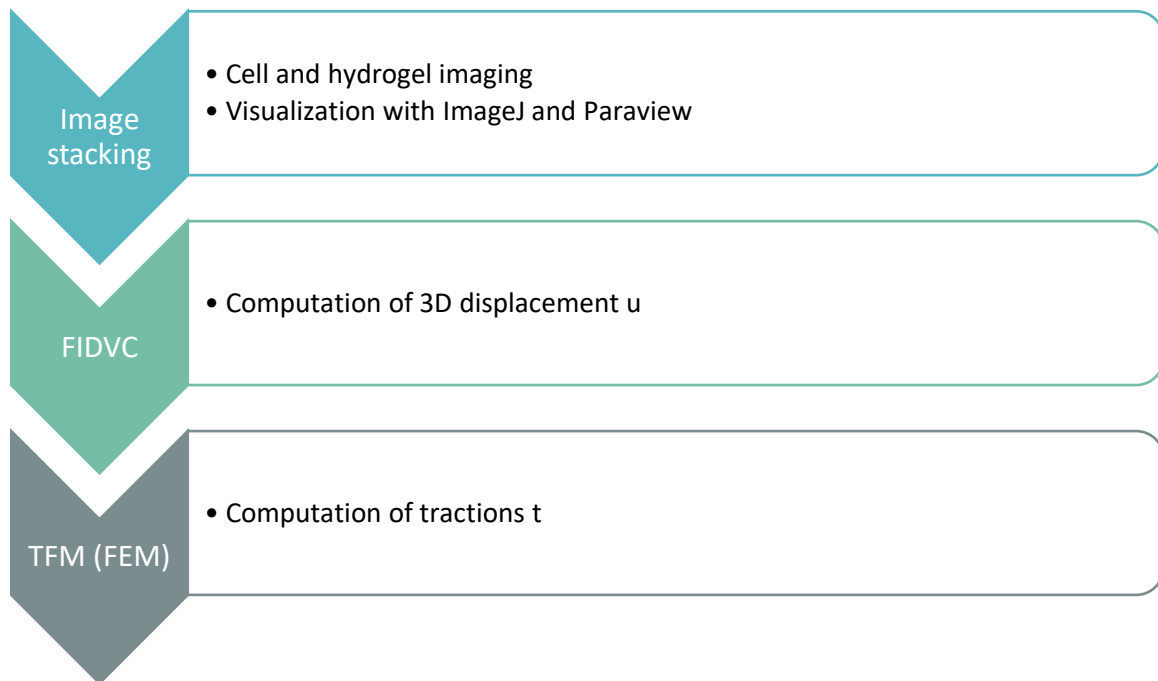 Image
stacking
• Cell and hydrogel imaging
• Visualization with ImageJ and Paraview
FIDVC
• Computation of 3D displacement u
TFM (FEM)
• Computation of tractions t